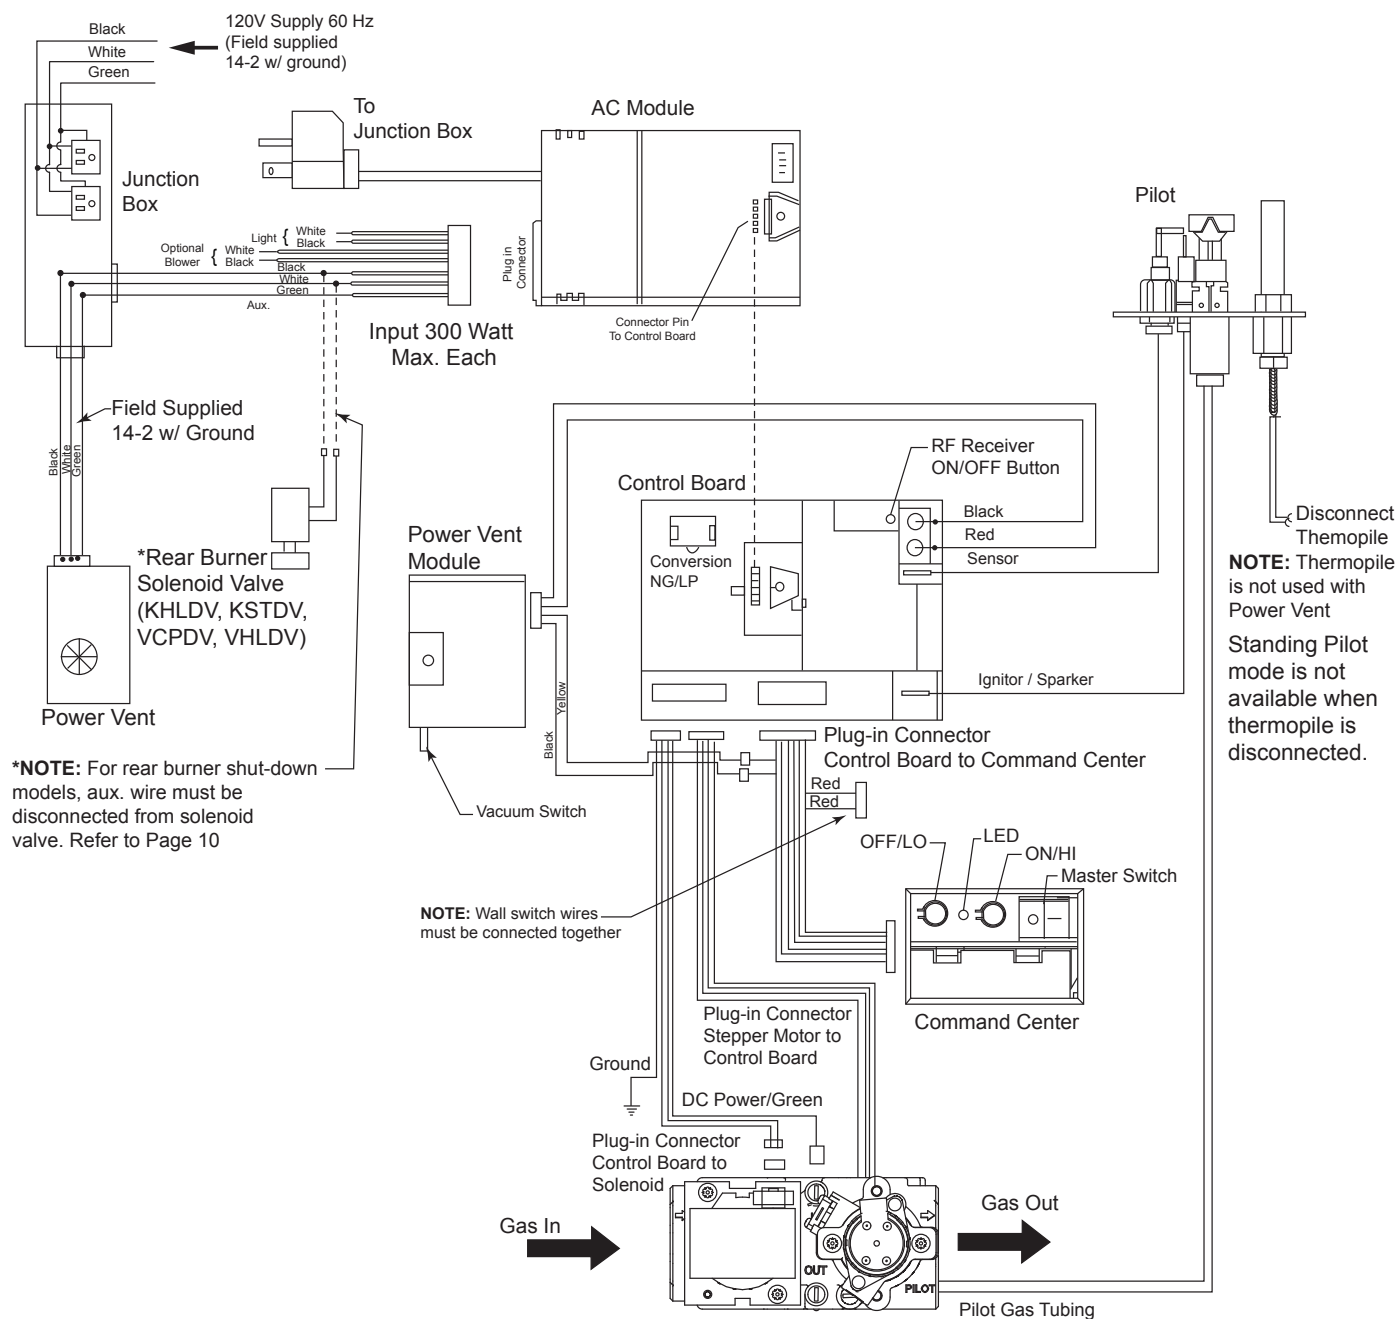 120V Supply 60 Hz
(Field supplied
14-2 w/ ground)
Black
White
Green
Junction
Box
To
Junction Box
AC Module
Plug in
Connector
Connector Pin
To Control Board
Light {
White
Black
Optional
Blower {
White
Black
Black
White
Green
Aux.
Input 300 Watt
Max. Each
Pilot
Field Supplied
14-2 w/ Ground
Black
White
Green
*Rear Burner
Solenoid Valve
(KHLDV, KSTDV,
VCPDV, VHLDV)
Power Vent
*NOTE: For rear burner shut-down
models, aux. wire must be
disconnected from solenoid
valve. Refer to Page 10
Power Vent
Module
Vacuum Switch
Black
Yellow
Control Board
Conversion
NG/LP
RF Receiver
ON/OFF Button
Black
Red
Sensor
Ignitor / Sparker
Disconnect
Themopile
NOTE: Thermopile
is not used with
Power Vent
Standing Pilot
mode is not
available when
thermopile is
disconnected.
Plug-in Connector
Control Board to Command Center
Red
Red
NOTE: Wall switch wires
must be connected together
OFF/LO
LED
ON/HI
Master Switch
Command Center
Plug-in Connector
Stepper Motor to
Control Board
Ground
DC Power/Green
Plug-in Connector
Control Board to
Solenoid
Gas In
Gas Out
OUT
PILOT
Pilot Gas Tubing